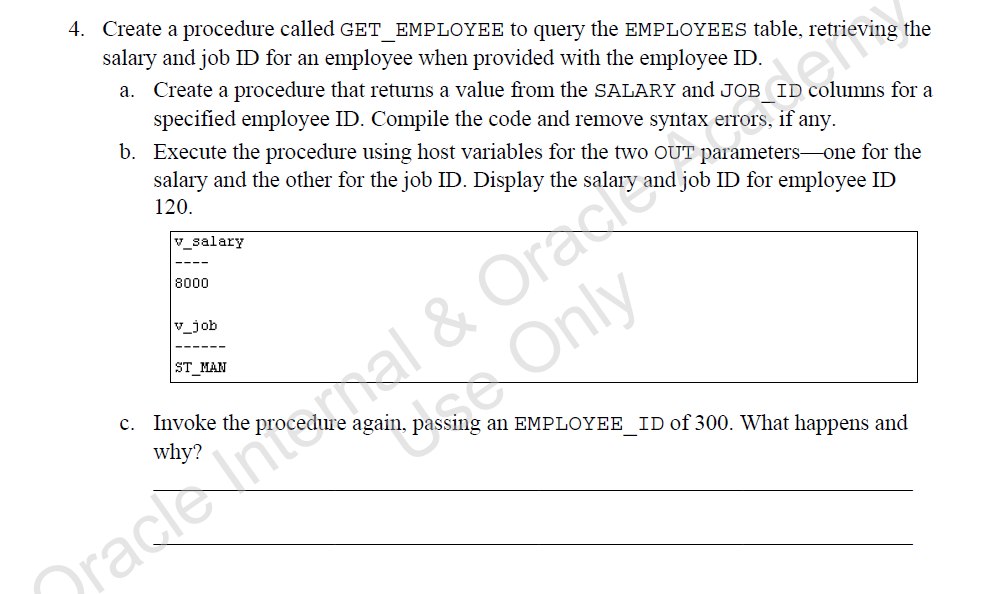 4. Create a procedure called GET_EMPLOYEE to query the EMPLOYEES table, retrieving the
salary and job ID for an employee when provided with the employee ID.
a. Create a procedure that returns a value from the SALARY and JOB_ID columns for a
specified employee ID. Compile the code and remove syntax errors, if any.
b. Execute the procedure using host variables for the two OUT parameters—one for the
salary and the other for the job ID. Display the salary and job ID for employee ID
120.
v_salary
----
8000
v_job
------
ST_MAN
c. Invoke the procedure again, passing an EMPLOYEE_ID of 300. What happens and
why?
Oracle Internal & Oracle Academy
Use Only